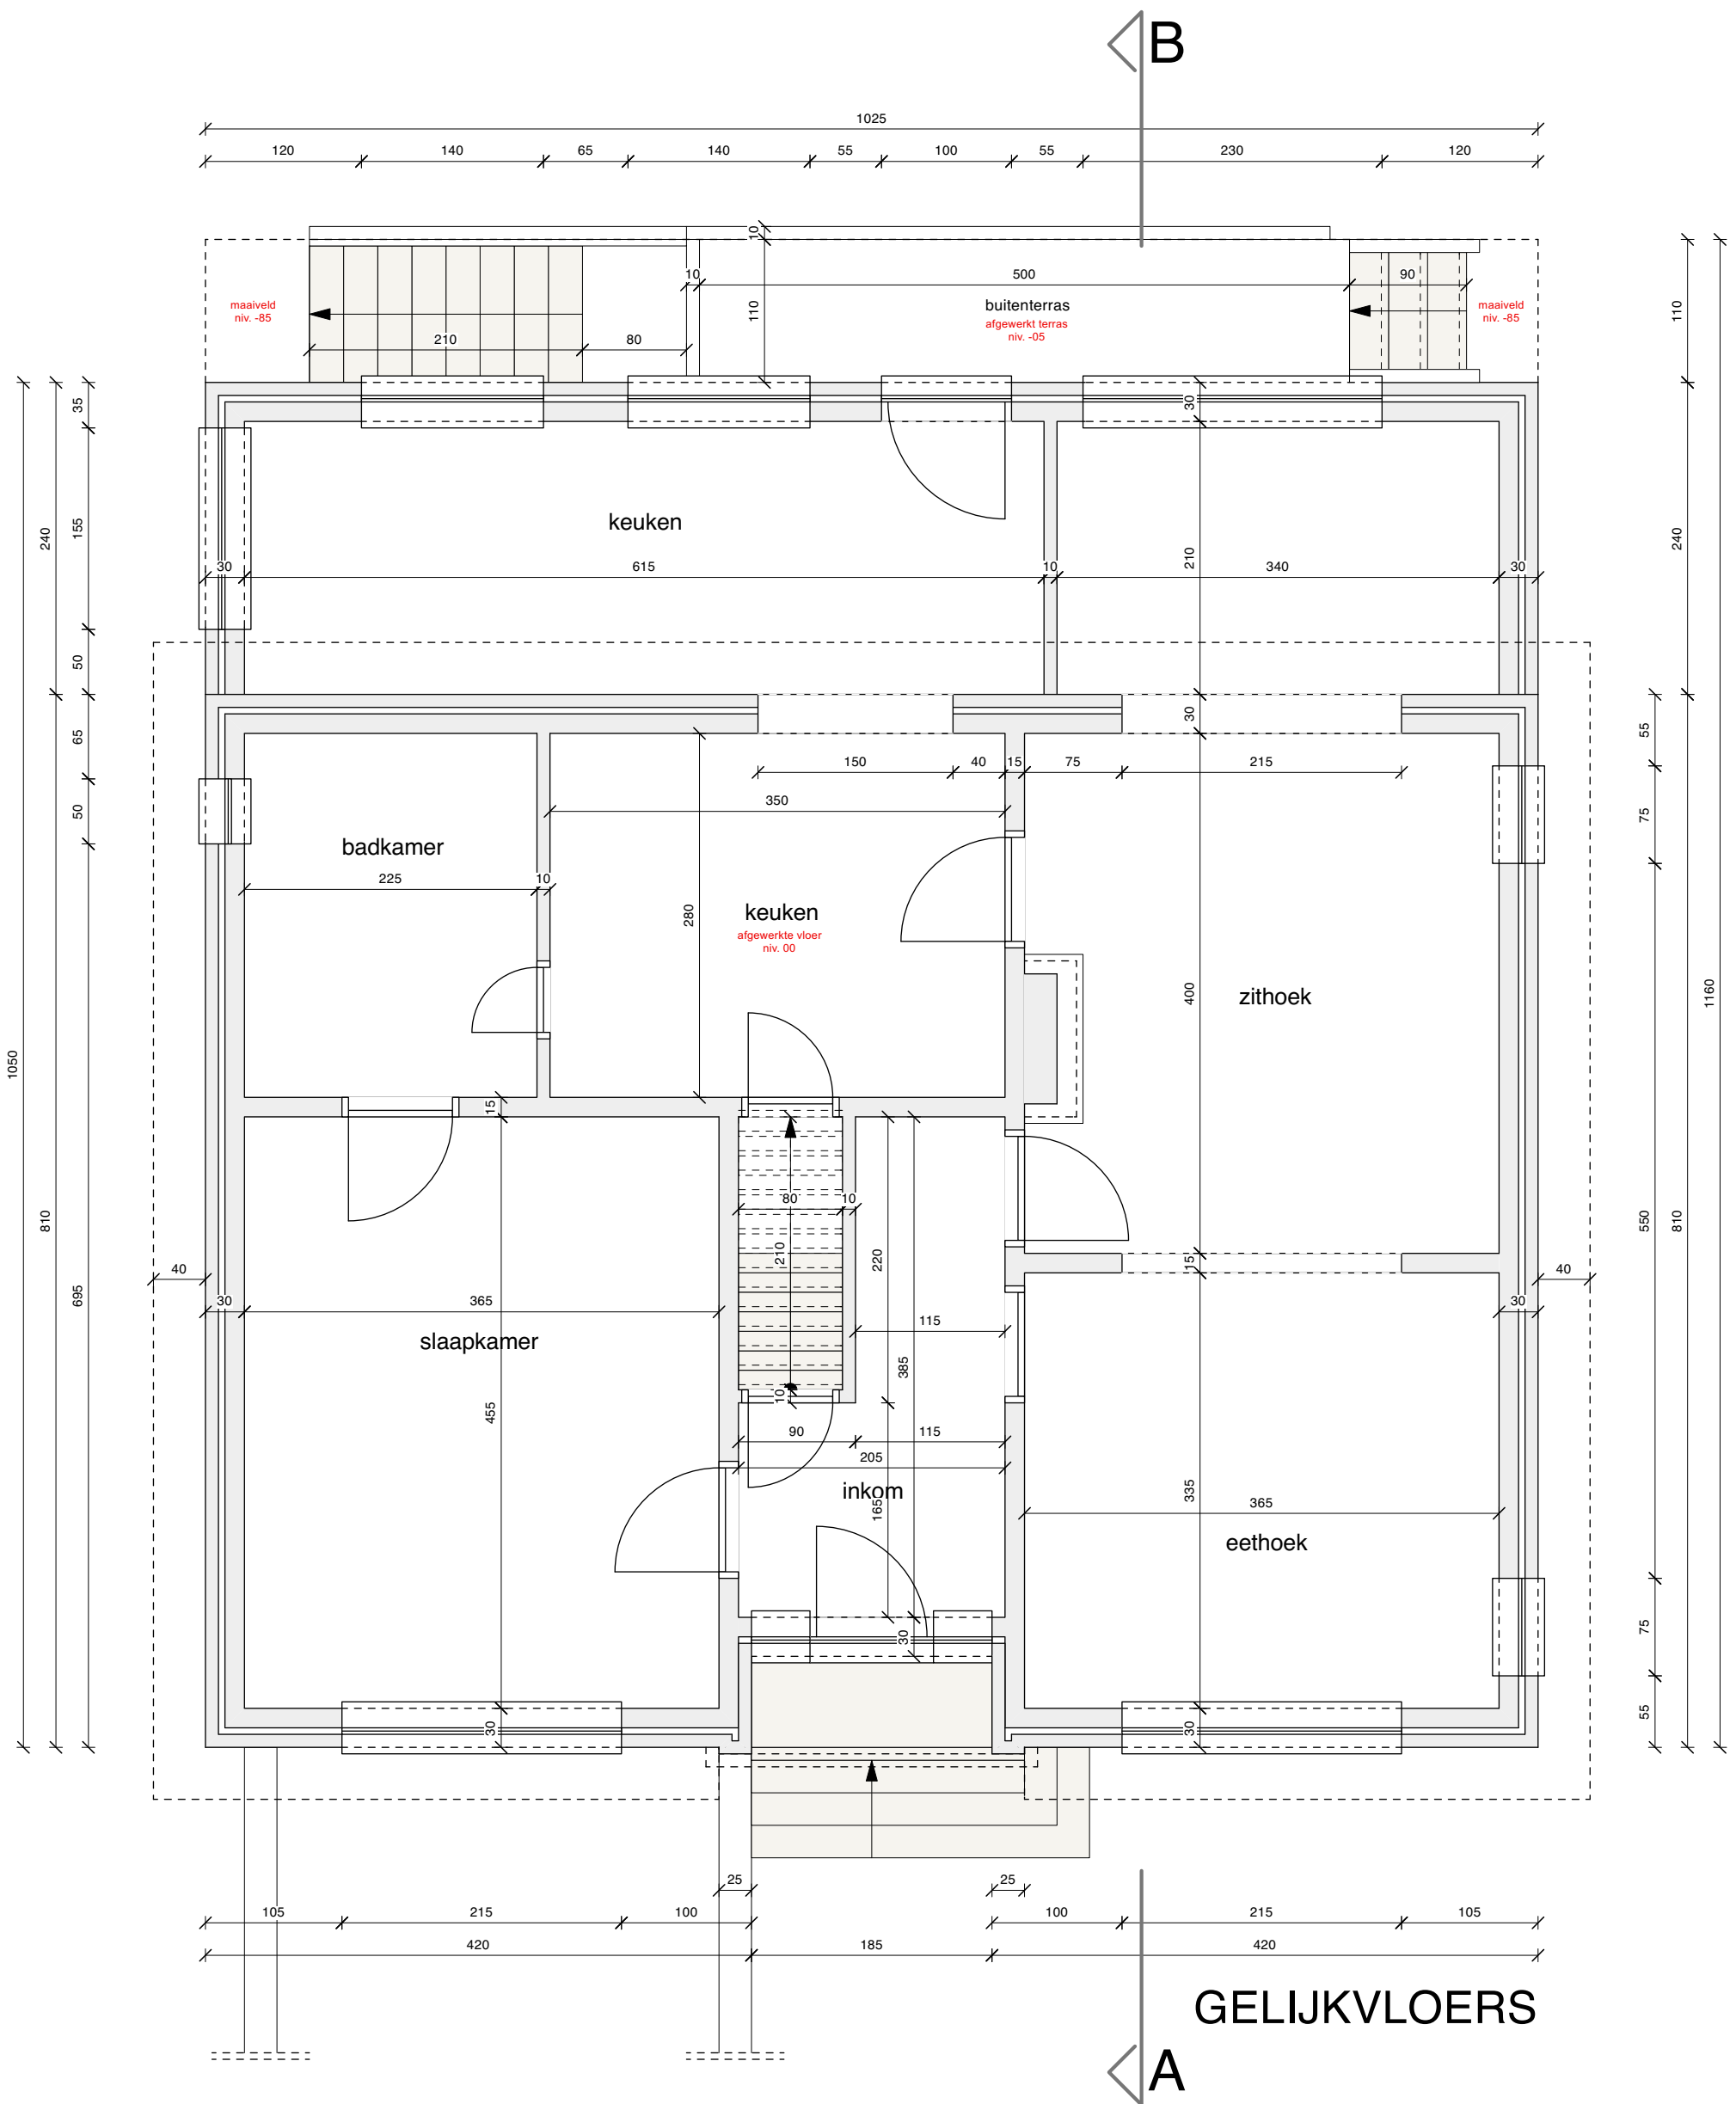 B
1025
120 140 65 140 55 100 55 230 120
10
10 500 90
maaiveld
niv. -85
110
buitenterras
afgewerkt terras
niv. -05
maaiveld
niv. -85
110
210 80
35
30
155
240
keuken
210
240
30 615 10 340 30
50
65
30
55
150 40 15 75 215
50
350
75
badkamer
225 10
280
keuken
afgewerkte vloer
niv. 00
zithoek
400
1160
1050
15
810
80 10
210
220
550
810
40
15
40
695
30 365
30
115
slaapkamer
385
10
455
90 115
205
inkom
165
335
365
eethoek
30
75
30
30
55
25 25
105 215 100 100 215 105
420 185 420
GELIJKVLOERS
A